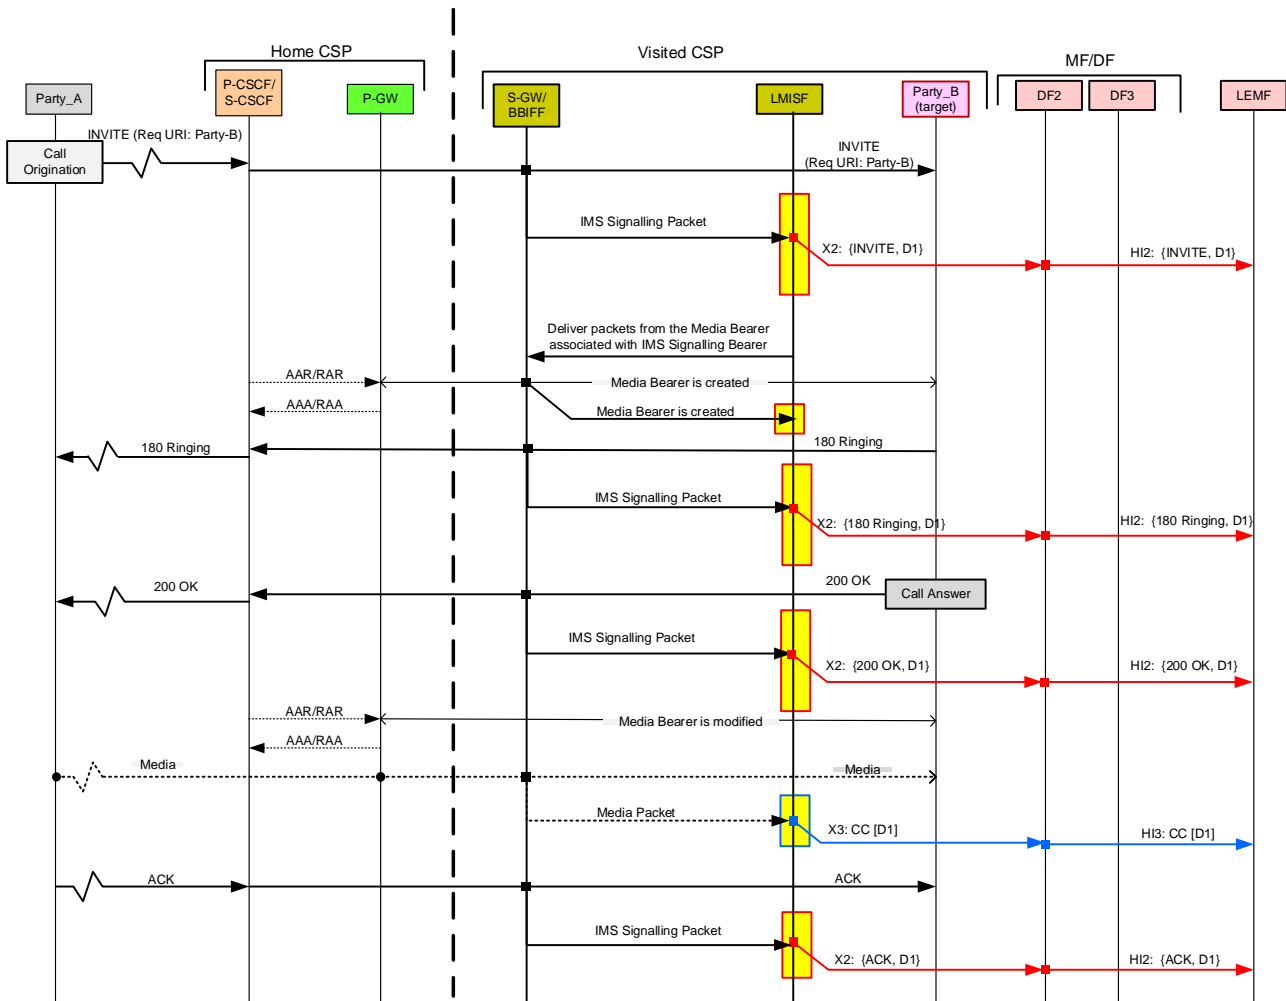 Home CSP
Visited CSP
MF/DF
Party_A
P-CSCF/
S-CSCF
P-GW
S-GW/
BBIFF
LMISF
Party_B
(target)
DF2
DF3
LEMF
INVITE (Req URI: Party-B)
Call
Origination
INVITE
(Req URI: Party-B)
IMS Signalling Packet
X2: {INVITE, D1}
HI2: {INVITE, D1}
Deliver packets from the Media Bearer
associated with IMS Signalling Bearer
AAR/RAR
Media Bearer is created
AAA/RAA
Media Bearer is created
180 Ringing
180 Ringing
IMS Signalling Packet
X2: {180 Ringing, D1}
HI2: {180 Ringing, D1}
200 OK
200 OK
Call Answer
IMS Signalling Packet
X2: {200 OK, D1}
HI2: {200 OK, D1}
AAR/RAR
Media Bearer is modified
AAA/RAA
Media
Media
Media Packet
X3: CC [D1]
HI3: CC [D1]
ACK
ACK
IMS Signalling Packet
X2: {ACK, D1}
HI2: {ACK, D1}